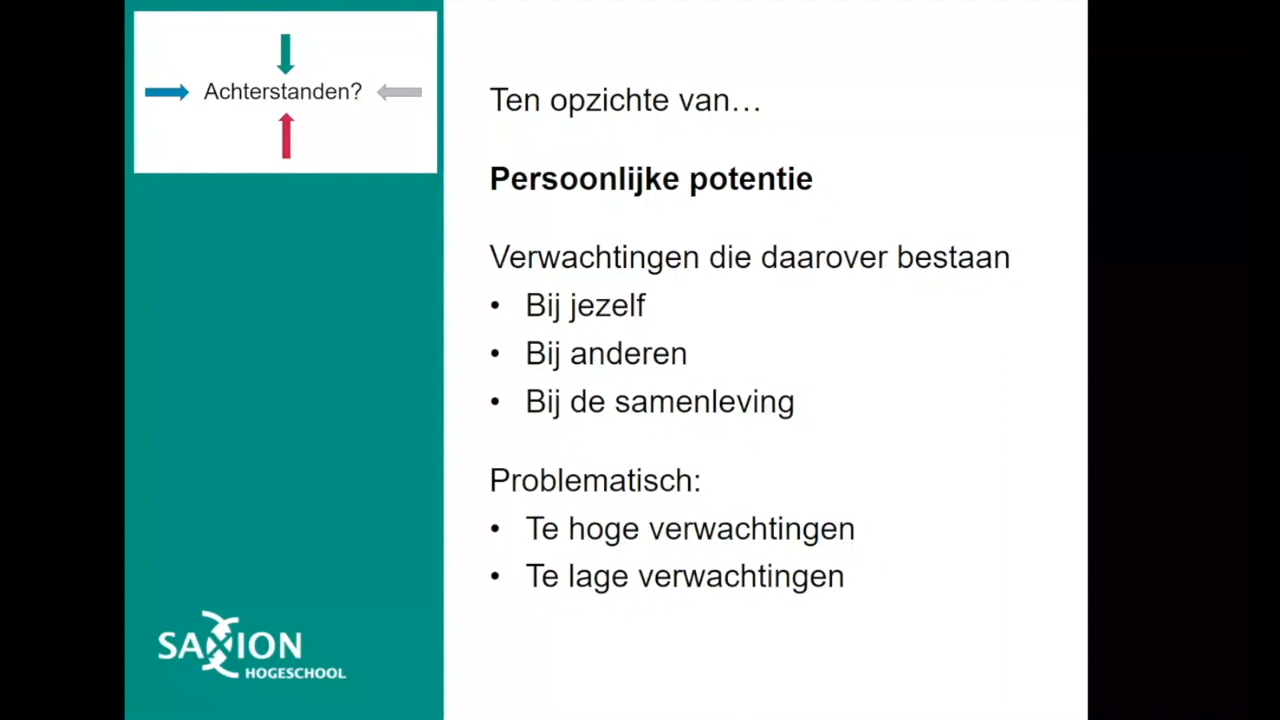 Achterstanden?
Ten opzichte van…
Persoonlijke potentie
Verwachtingen die daarover bestaan
• Bij jezelf
• Bij anderen
• Bij de samenleving
Problematisch:
• Te hoge verwachtingen
• Te lage verwachtingen
SAXION
HOGESCHOOL